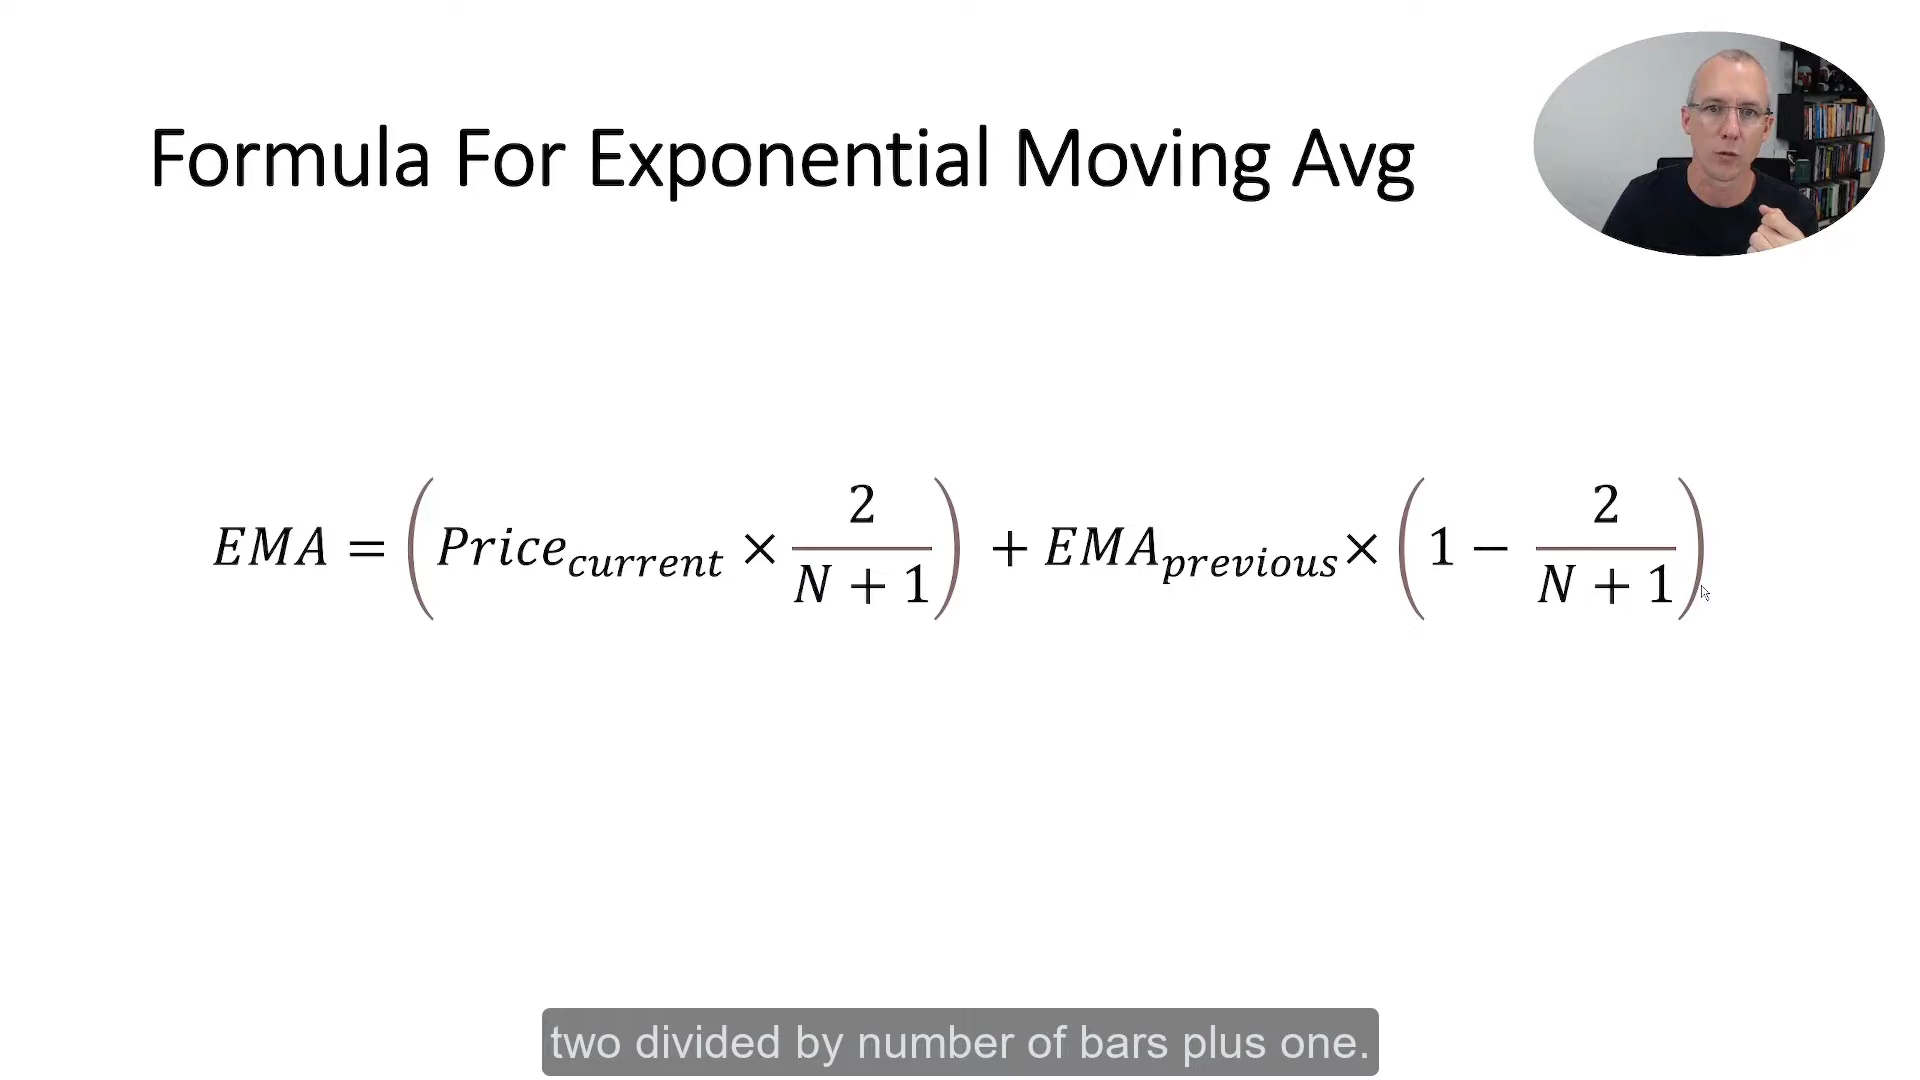 Formula For Exponential Moving Avg
EMA = (Price_current × 2/(N + 1)) + EMA_previous × (1 − 2/(N + 1))
two divided by number of bars plus one.